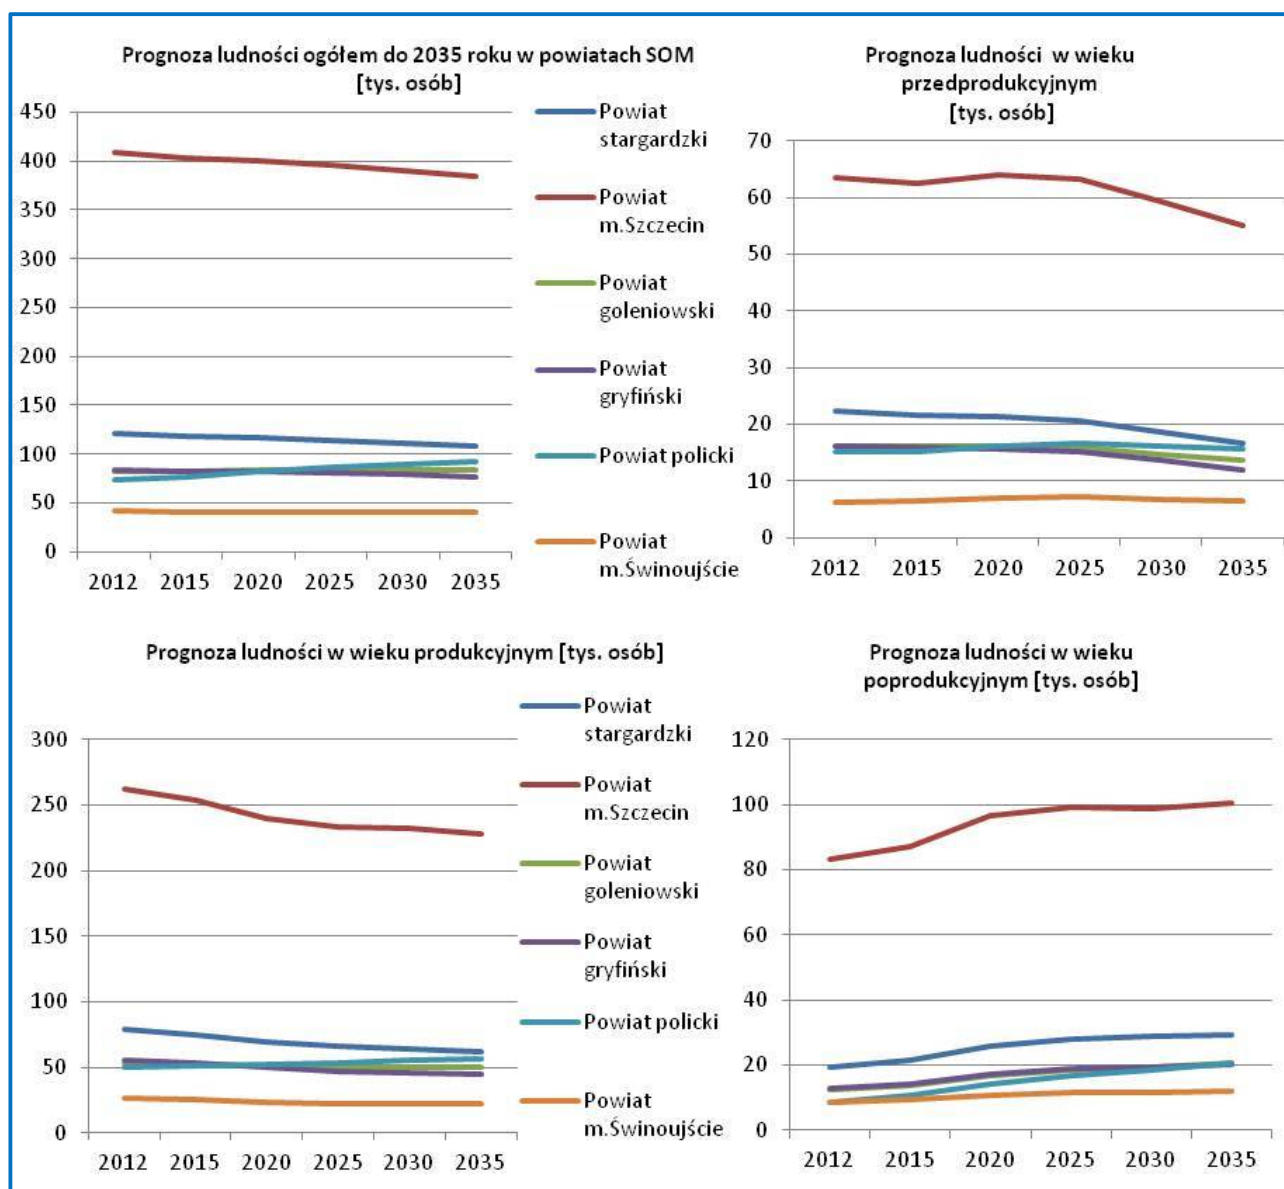 Prognoza ludności ogółem do 2035 roku w powiatach SOM
[tys. osób]
450
400
350
300
250
200
150
100
50
0
2012 2015 2020 2025 2030 2035
Powiat
stargardzki
Powiat
m.Szczecin
Powiat
goleniowski
Powiat
gryfiński
Powiat policki
Powiat
m.Świnoujście
Prognoza ludności w wieku
przedprodukcyjnym
[tys. osób]
70
60
50
40
30
20
10
0
2012 2015 2020 2025 2030 2035
Prognoza ludności w wieku produkcyjnym [tys. osób]
300
250
200
150
100
50
0
2012 2015 2020 2025 2030 2035
Powiat
stargardzki
Powiat
m.Szczecin
Powiat
goleniowski
Powiat
gryfiński
Powiat policki
Powiat
m.Świnoujście
Prognoza ludności w wieku
poprodukcyjnym [tys. osób]
120
100
80
60
40
20
0
2012 2015 2020 2025 2030 2035